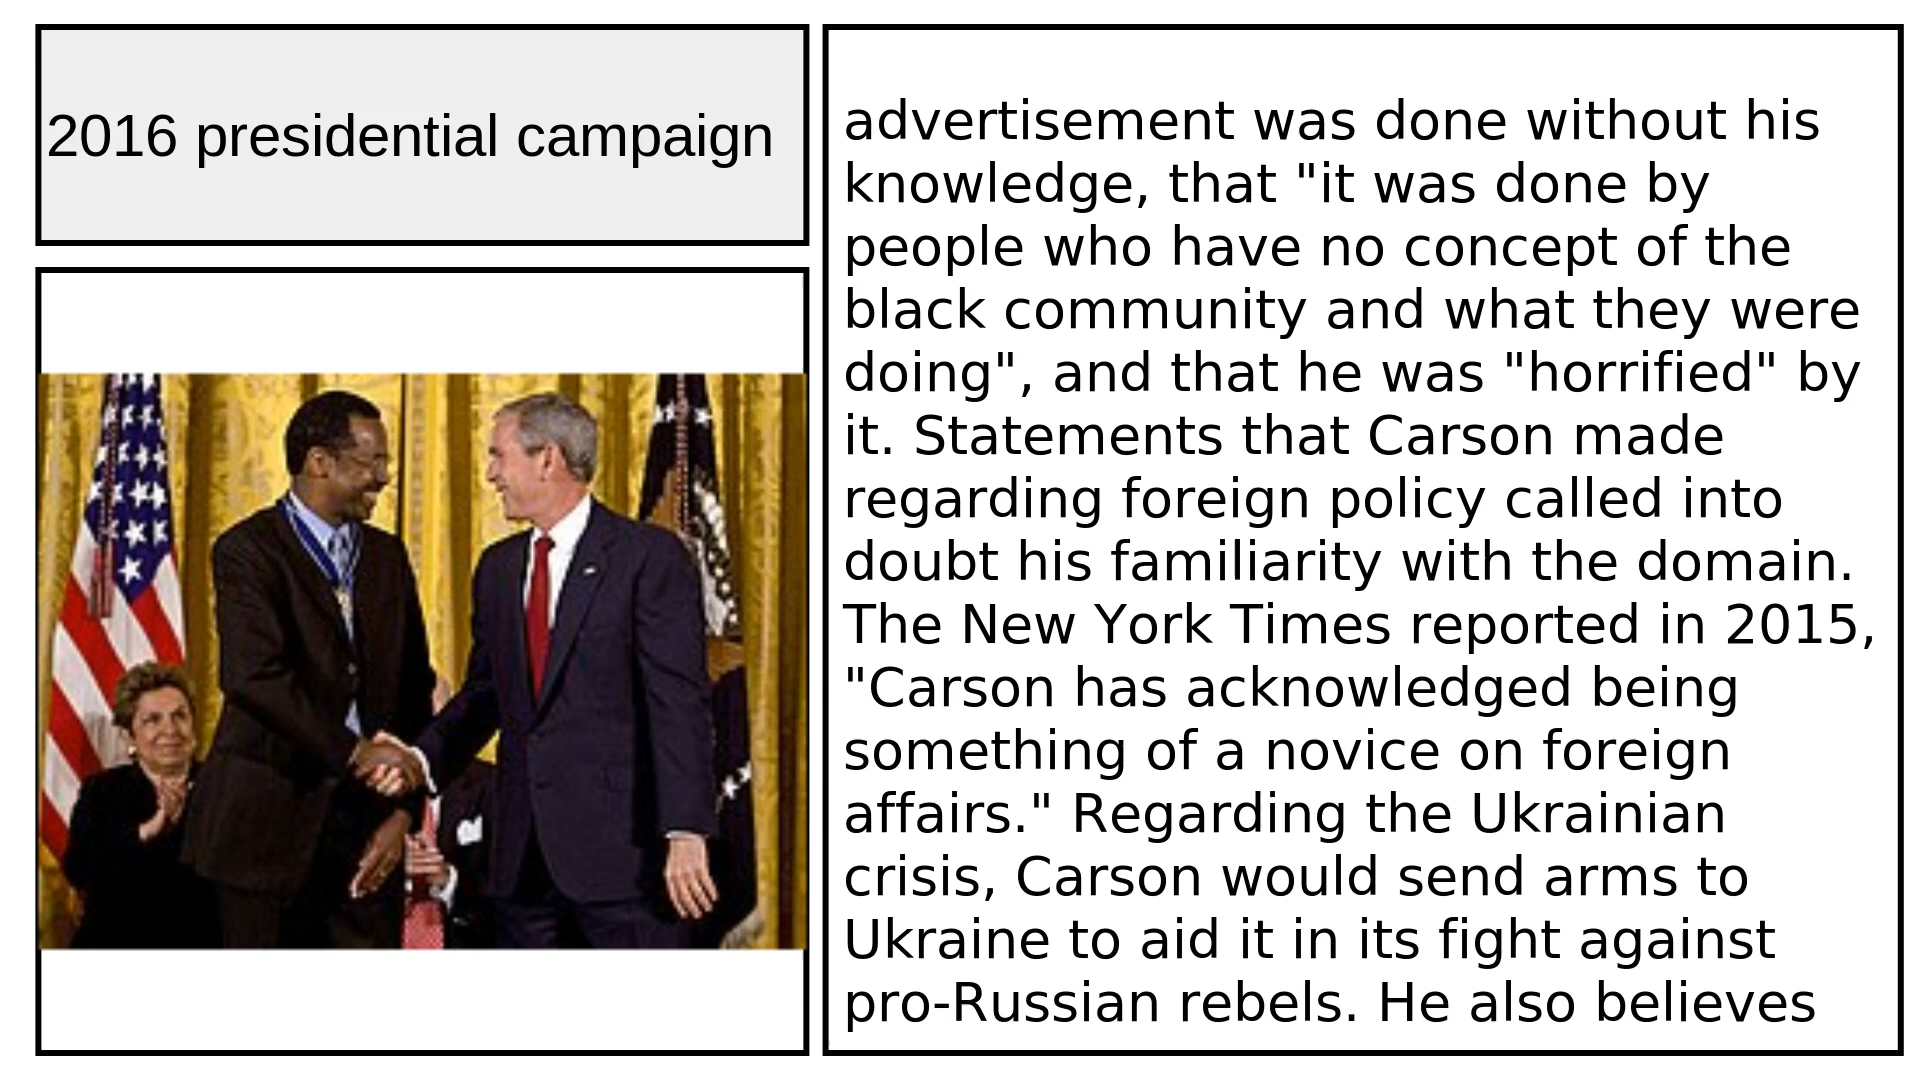 2016 presidential campaign
advertisement was done without his
knowledge, that "it was done by
people who have no concept of the
black community and what they were
doing", and that he was "horrified" by
it. Statements that Carson made
regarding foreign policy called into
doubt his familiarity with the domain.
The New York Times reported in 2015,
"Carson has acknowledged being
something of a novice on foreign
affairs." Regarding the Ukrainian
crisis, Carson would send arms to
Ukraine to aid it in its fight against
pro-Russian rebels. He also believes